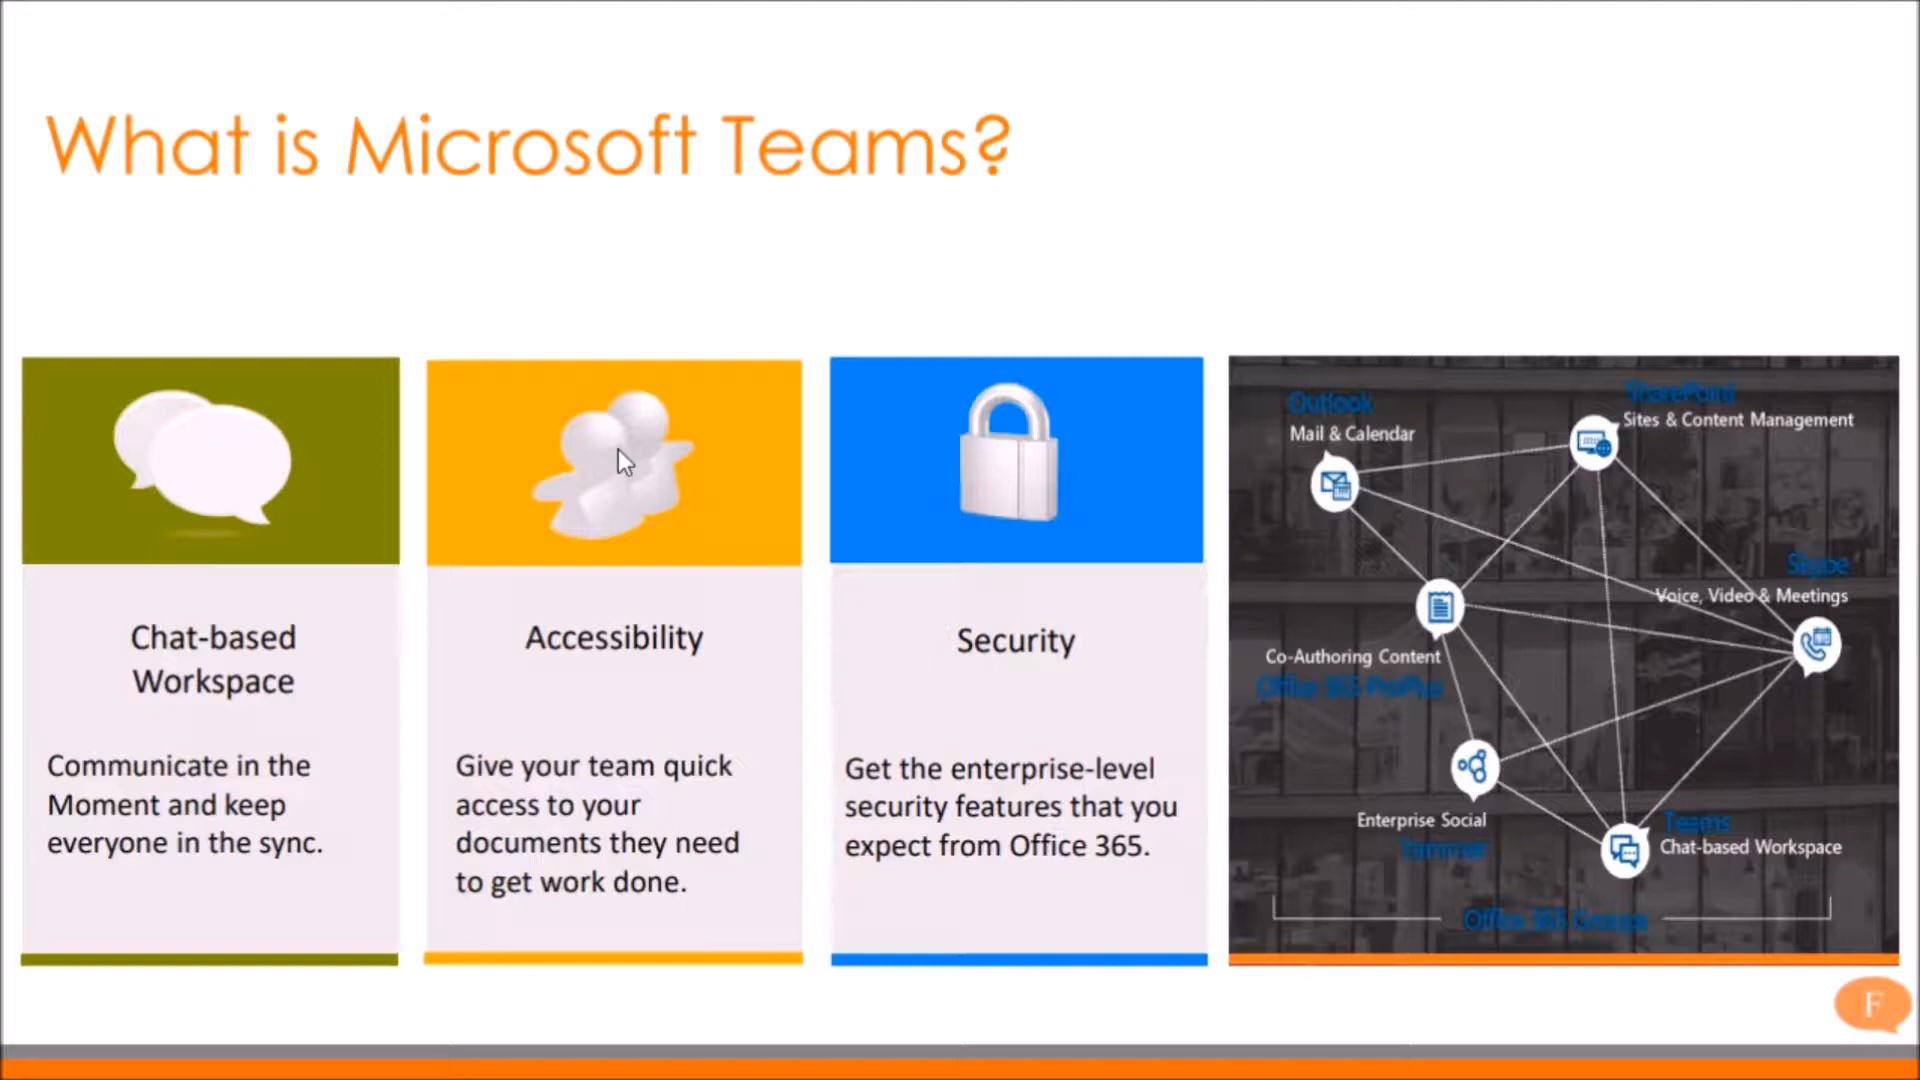 What is Microsoft Teams?
Chat-based
Workspace
Communicate in the
Moment and keep
everyone in the sync.
Accessibility
Give your team quick
access to your
documents they need
to get work done.
Security
Get the enterprise-level
security features that you
expect from Office 365.
Outlook
Mail & Calendar
SharePoint
Sites & Content Management
Skype
Voice, Video & Meetings
Co-Authoring Content
Office 365 ProPlus
Enterprise Social
Yammer
Teams
Chat-based Workspace
Office 365 Groups
F